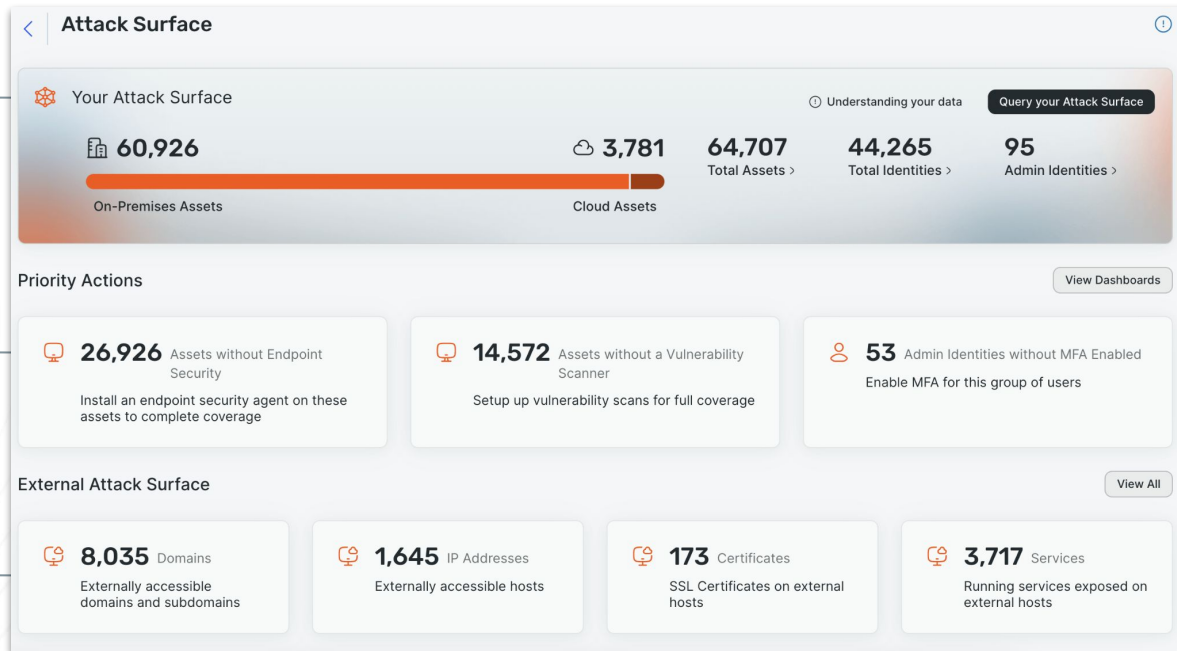 Attack Surface
Your Attack Surface
Understanding your data
Query your Attack Surface
60,926
3,781
On-Premises Assets
Cloud Assets
64,707
Total Assets >
44,265
Total Identities >
95
Admin Identities >
Priority Actions
View Dashboards
26,926 Assets without Endpoint
Security
Install an endpoint security agent on these
assets to complete coverage
14,572 Assets without a Vulnerability
Scanner
Setup up vulnerability scans for full coverage
53 Admin Identities without MFA Enabled
Enable MFA for this group of users
External Attack Surface
View All
8,035 Domains
Externally accessible
domains and subdomains
1,645 IP Addresses
Externally accessible hosts
173 Certificates
SSL Certificates on external
hosts
3,717 Services
Running services exposed on
external hosts